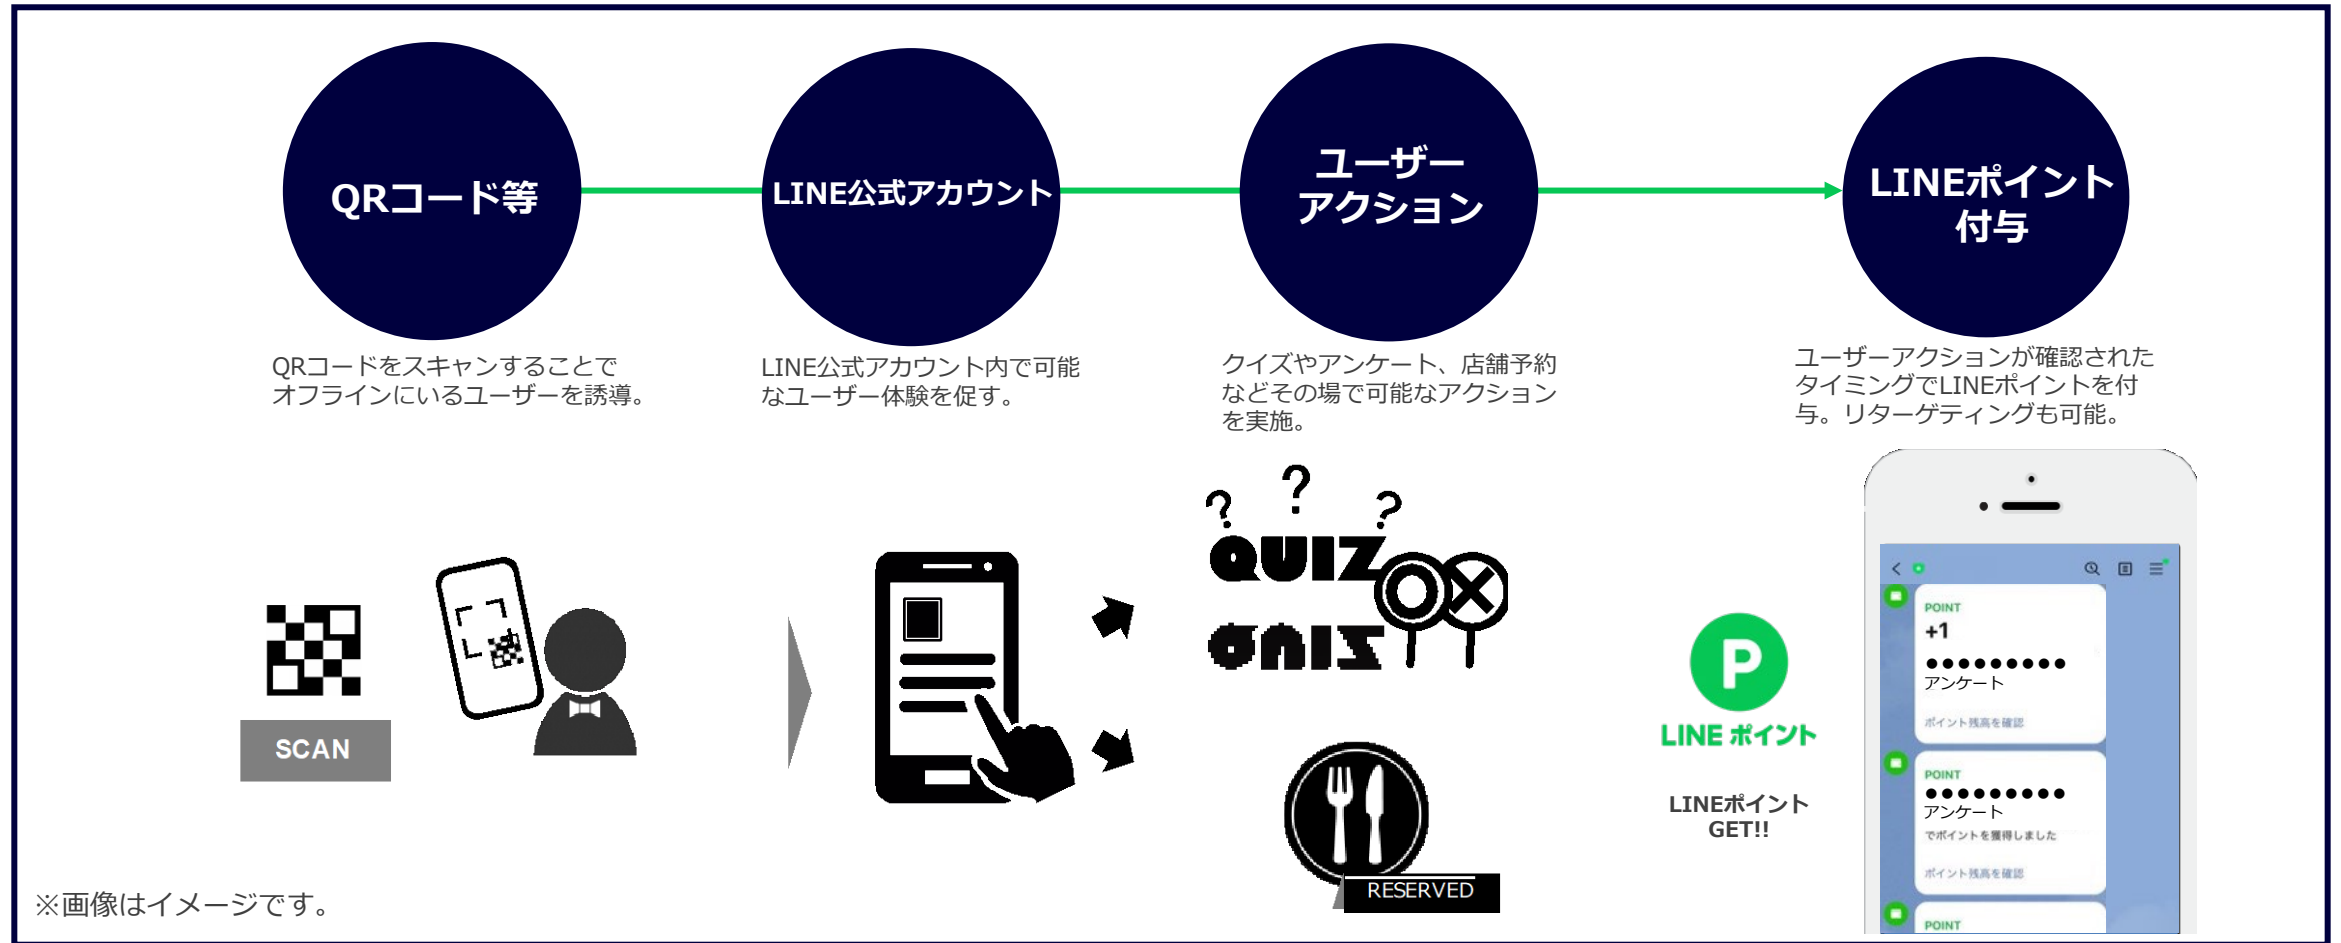 QRコード等
LINE公式アカウント
ユーザー
アクション
LINEポイント
付与
QRコードをスキャンすることで
オフラインにいるユーザーを誘導。
LINE公式アカウント内で可能
なユーザー体験を促す。
クイズやアンケート、店舗予約
などその場で可能なアクション
を実施。
ユーザーアクションが確認された
タイミングでLINEポイントを付
与。リターゲティングも可能。
SCAN
? ? ?
QUIZ
QUIZ
RESERVED
P
LINE ポイント
LINEポイント
GET!!
POINT
+1
●●●●●●●●●
アンケート
ポイント残高を確認
POINT
●●●●●●●●●
アンケート
でポイントを獲得しました
ポイント残高を確認
POINT
※画像はイメージです。